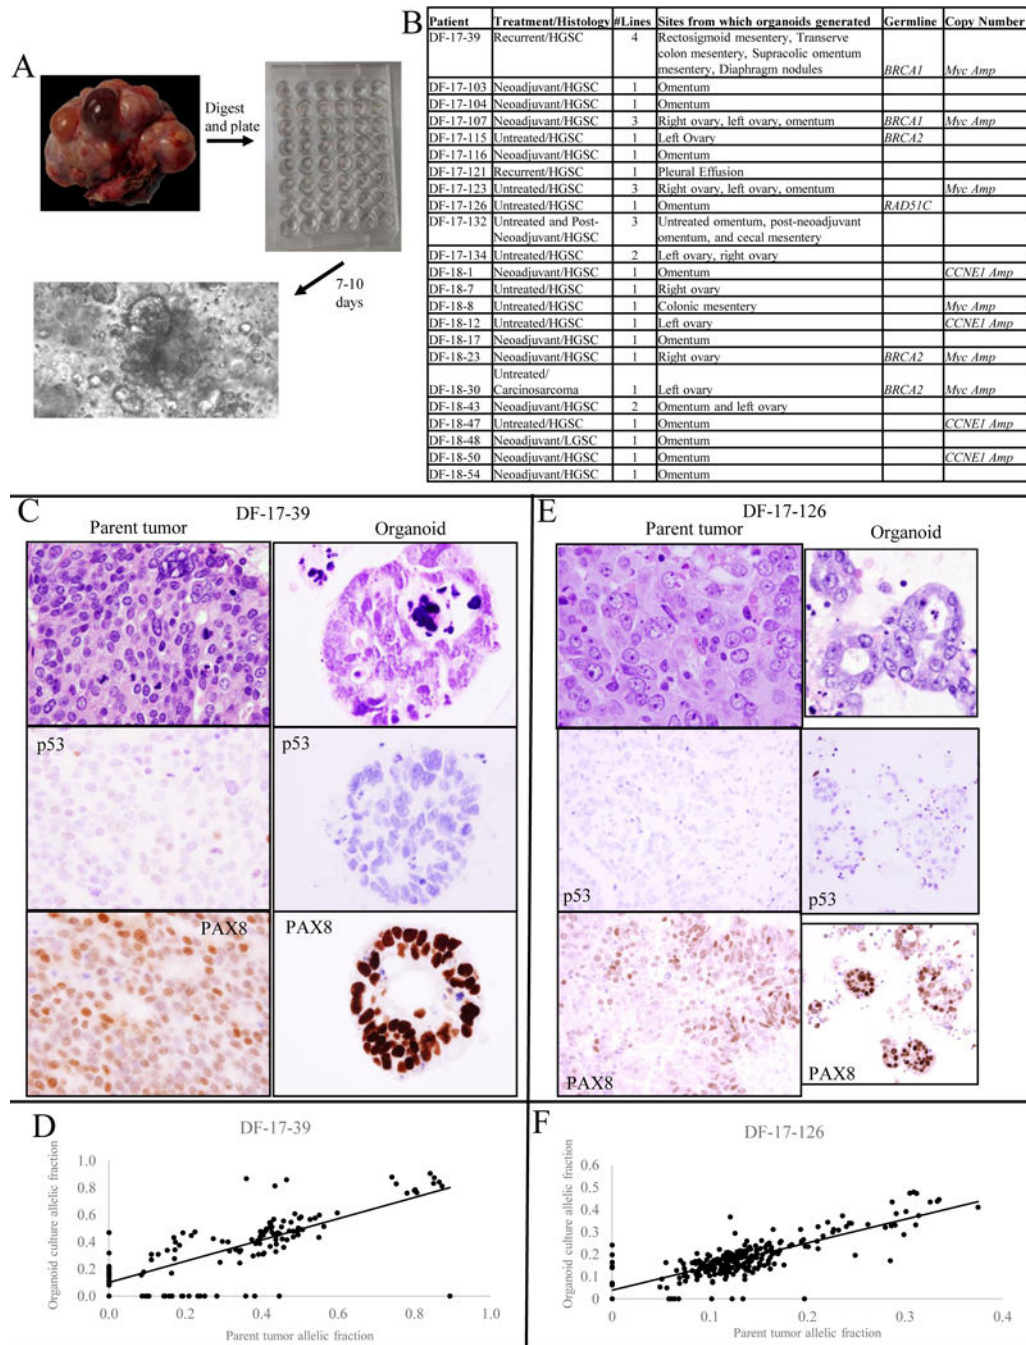 A
Digest
and plate
7-10
days
B
Patient Treatment/Histology #Lines Sites from which organoids generated Germline Copy Number
DF-17-39 Recurrent/HGSC 4 Rectosigmoid mesentery, Transerve
colon mesentery, Supracolic omentum
mesentery, Diaphragm nodules BRCA1 Myc Amp
DF-17-103 Neoadjuvant/HGSC 1 Omentum
DF-17-104 Neoadjuvant/HGSC 1 Omentum
DF-17-107 Neoadjuvant/HGSC 3 Right ovary, left ovary, omentum BRCA1 Myc Amp
DF-17-115 Untreated/HGSC 1 Left Ovary BRCA2
DF-17-116 Neoadjuvant/HGSC 1 Omentum
DF-17-121 Recurrent/HGSC 1 Pleural Effusion
DF-17-123 Untreated/HGSC 3 Right ovary, left ovary, omentum Myc Amp
DF-17-126 Untreated/HGSC 1 Omentum RAD51C
DF-17-132 Untreated and Post- 3 Untreated omentum, post-neoadjuvant
Neoadjuvant/HGSC omentum, and cecal mesentery
DF-17-134 Untreated/HGSC 2 Left ovary, right ovary
DF-18-1 Neoadjuvant/HGSC 1 Omentum CCNE1 Amp
DF-18-7 Untreated/HGSC 1 Right ovary
DF-18-8 Untreated/HGSC 1 Colonic mesentery Myc Amp
DF-18-12 Untreated/HGSC 1 Left ovary CCNE1 Amp
DF-18-17 Neoadjuvant/HGSC 1 Omentum
DF-18-23 Neoadjuvant/HGSC 1 Right ovary BRCA2 Myc Amp
Untreated/
DF-18-30 Carcinosarcoma 1 Left ovary BRCA2 Myc Amp
DF-18-43 Neoadjuvant/HGSC 2 Omentum and left ovary
DF-18-47 Untreated/HGSC 1 Omentum CCNE1 Amp
DF-18-48 Neoadjuvant/LGSC 1 Omentum
DF-18-50 Neoadjuvant/HGSC 1 Omentum CCNE1 Amp
DF-18-54 Neoadjuvant/HGSC 1 Omentum
C
DF-17-39
Parent tumor Organoid
p53 p53
PAX8 PAX8
E
DF-17-126
Parent tumor Organoid
p53 p53
PAX8 PAX8
D
DF-17-39
Organoid culture allelic fraction
1.0
0.8
0.6
0.4
0.2
0.0
0.0 0.2 0.4 0.6 0.8 1.0
Parent tumor allelic fraction
F
DF-17-126
Organoid culture allelic fraction
0.6
0.5
0.4
0.3
0.2
0.1
0
0.1 0.2 0.3 0.4
Parent tumor allelic fraction